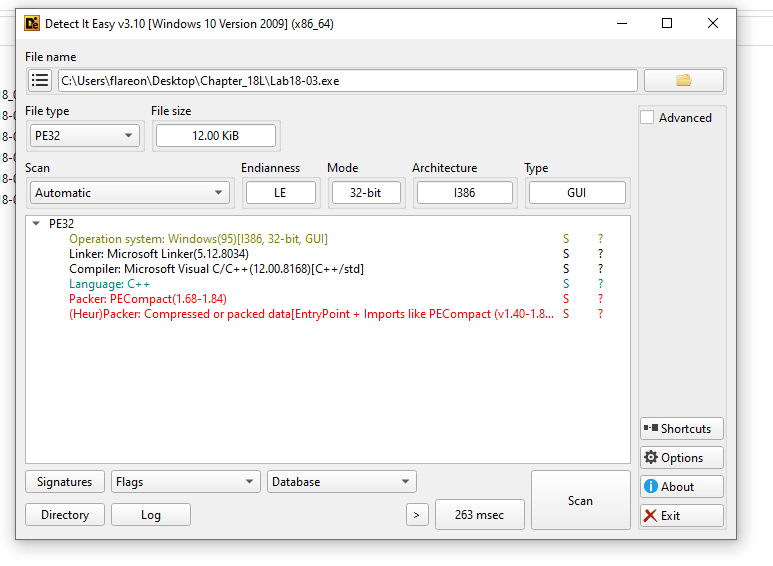 Detect It Easy v3.10 [Windows 10 Version 2009] (x86_64)
File name
C:\Users\flareon\Desktop\Chapter_18L\Lab18-03.exe
File type
File size
PE32
12.00 KiB
Advanced
Scan
Endianness
Mode
Architecture
Type
Automatic
LE
32-bit
I386
GUI
PE32
Operation system: Windows(95)[I386, 32-bit, GUI] S ?
Linker: Microsoft Linker(5.12.8034) S ?
Compiler: Microsoft Visual C/C++(12.00.8168)[C++/std] S ?
Language: C++ S ?
Packer: PECompact(1.68-1.84) S ?
(Heur)Packer: Compressed or packed data[EntryPoint + Imports like PECompact (v1.40-1.8... S ?
Shortcuts
Options
About
Exit
Signatures
Flags
Database
Scan
Directory
Log
>
263 msec